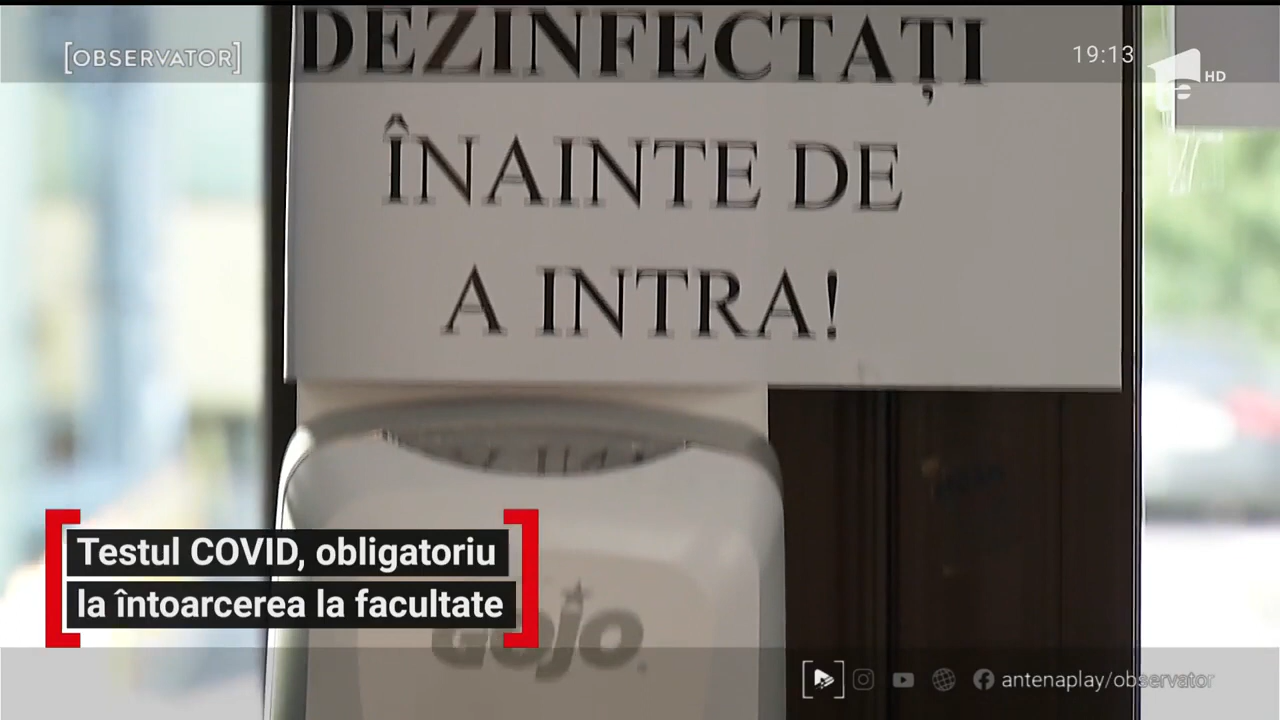 DEZINFECTAȚI
[OBSERVATOR]
19:13
HD
ÎNAINTE DE
A INTRA!
Testul COVID, obligatoriu
la întoarcerea la facultate
GOJO
antenaplay/observator